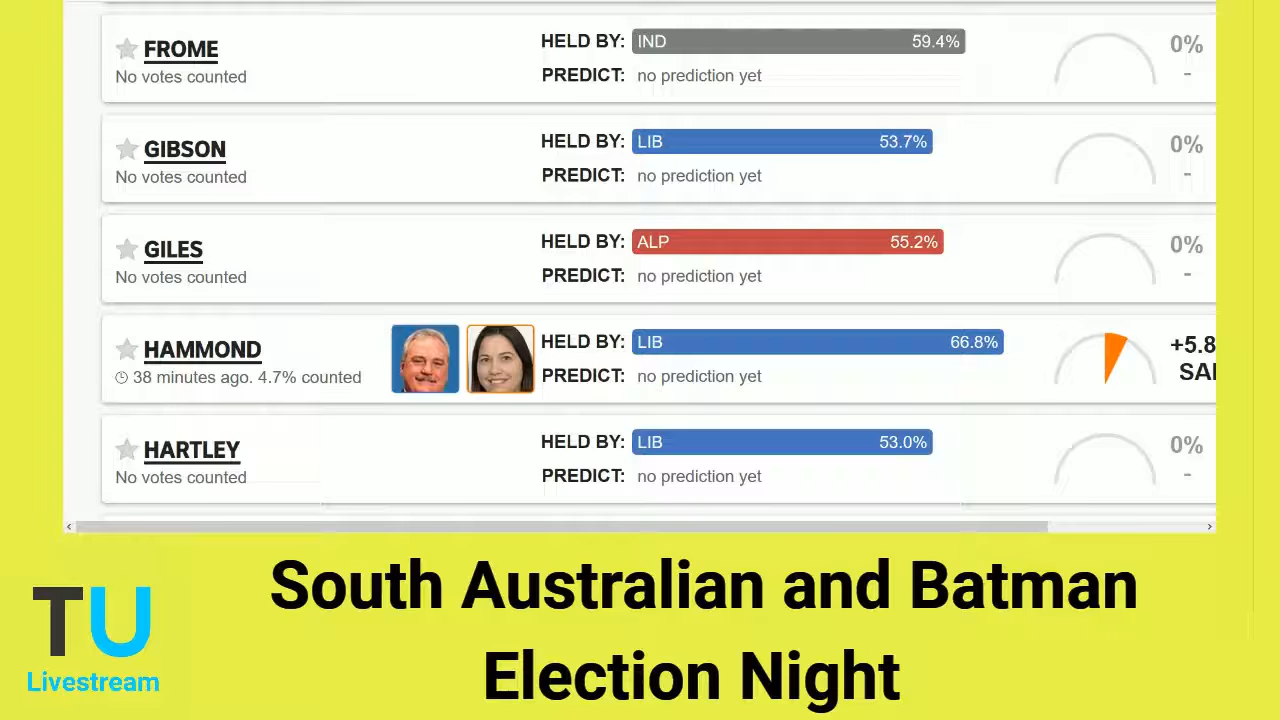 FROME
No votes counted
HELD BY: IND 59.4%
PREDICT: no prediction yet
0%
-
GIBSON
No votes counted
HELD BY: LIB 53.7%
PREDICT: no prediction yet
0%
-
GILES
No votes counted
HELD BY: ALP 55.2%
PREDICT: no prediction yet
0%
-
HAMMOND
38 minutes ago. 4.7% counted
HELD BY: LIB 66.8%
PREDICT: no prediction yet
+5.8
HARTLEY
No votes counted
HELD BY: LIB 53.0%
PREDICT: no prediction yet
0%
-
TU
Livestream
South Australian and Batman
Election Night